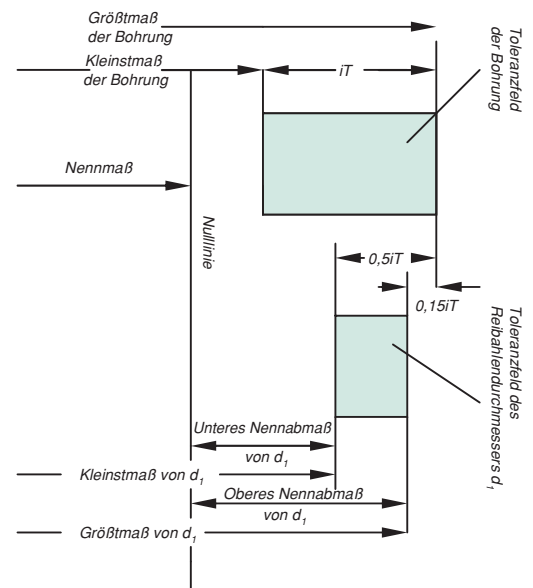 Größtmaß
der Bohrung
Kleinstmaß
der Bohrung
iT
Toleranzfeld
der Bohrung
Nennmaß
Nulllinie
0,5iT
0,15iT
Toleranzfeld des
Reibahlendurchmessers d1
Unteres Nennabmaß
von d1
Kleinstmaß von d1
Oberes Nennabmaß
von d1
Größtmaß von d1